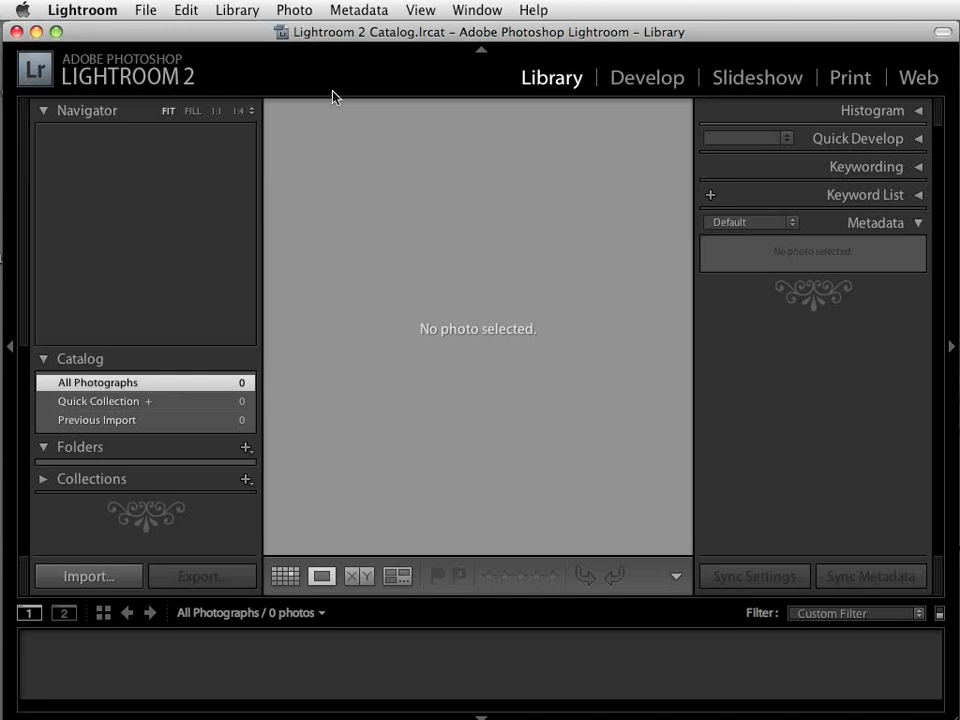 Lightroom File Edit Library Photo Metadata View Window Help
Lightroom 2 Catalog.lrcat – Adobe Photoshop Lightroom – Library
Lr ADOBE PHOTOSHOP
LIGHTROOM 2
Library | Develop | Slideshow | Print | Web
Navigator FIT FILL 1:1 1:4
Histogram
Quick Develop
Keywording
+ Keyword List
Default Metadata
No photo selected.
No photo selected.
Catalog
All Photographs 0
Quick Collection + 0
Previous Import 0
Folders +
Collections +
Import... Export...
XY
Sync Settings Sync Metadata
1 2 All Photographs / 0 photos Filter : Custom Filter